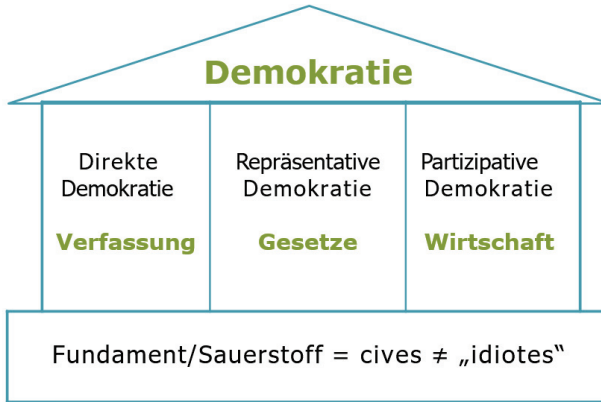 Demokratie
Direkte
Demokratie
Verfassung
Repräsentative
Demokratie
Gesetze
Partizipative
Demokratie
Wirtschaft
Fundament/Sauerstoff = cives ≠ „idiotes“